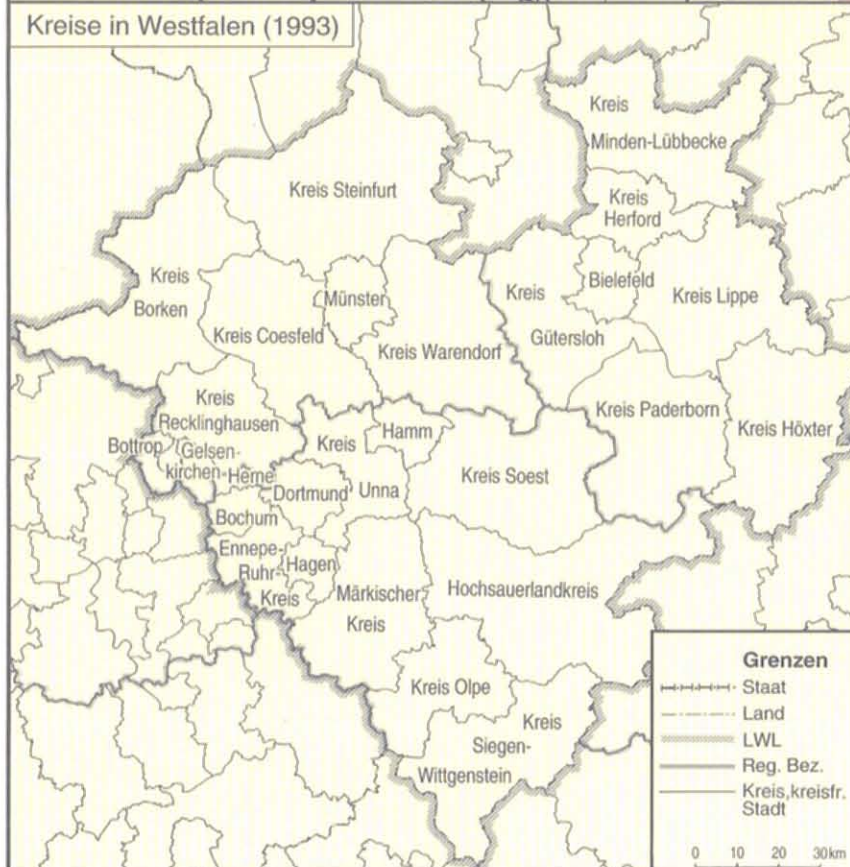 Kreise in Westfalen (1993)
Kreis
Minden-Lübbecke
Kreis Steinfurt
Kreis
Herford
Kreis
Borken
Münster
Kreis
Gütersloh
Bielefeld
Kreis Lippe
Kreis Coesfeld
Kreis Warendorf
Kreis
Recklinghausen
Kreis Paderborn
Kreis Höxter
Bottrop
Gelsen-
kirchen
Herne
Kreis
Unna
Hamm
Kreis Soest
Dortmund
Bochum
Ennepe-
Ruhr-
Kreis
Hagen
Märkischer
Kreis
Hochsauerlandkreis
Kreis Olpe
Kreis
Siegen-
Wittgenstein
Grenzen
Staat
Land
LWL
Reg. Bez.
Kreis,kreisfr.
Stadt
0 10 20 30km